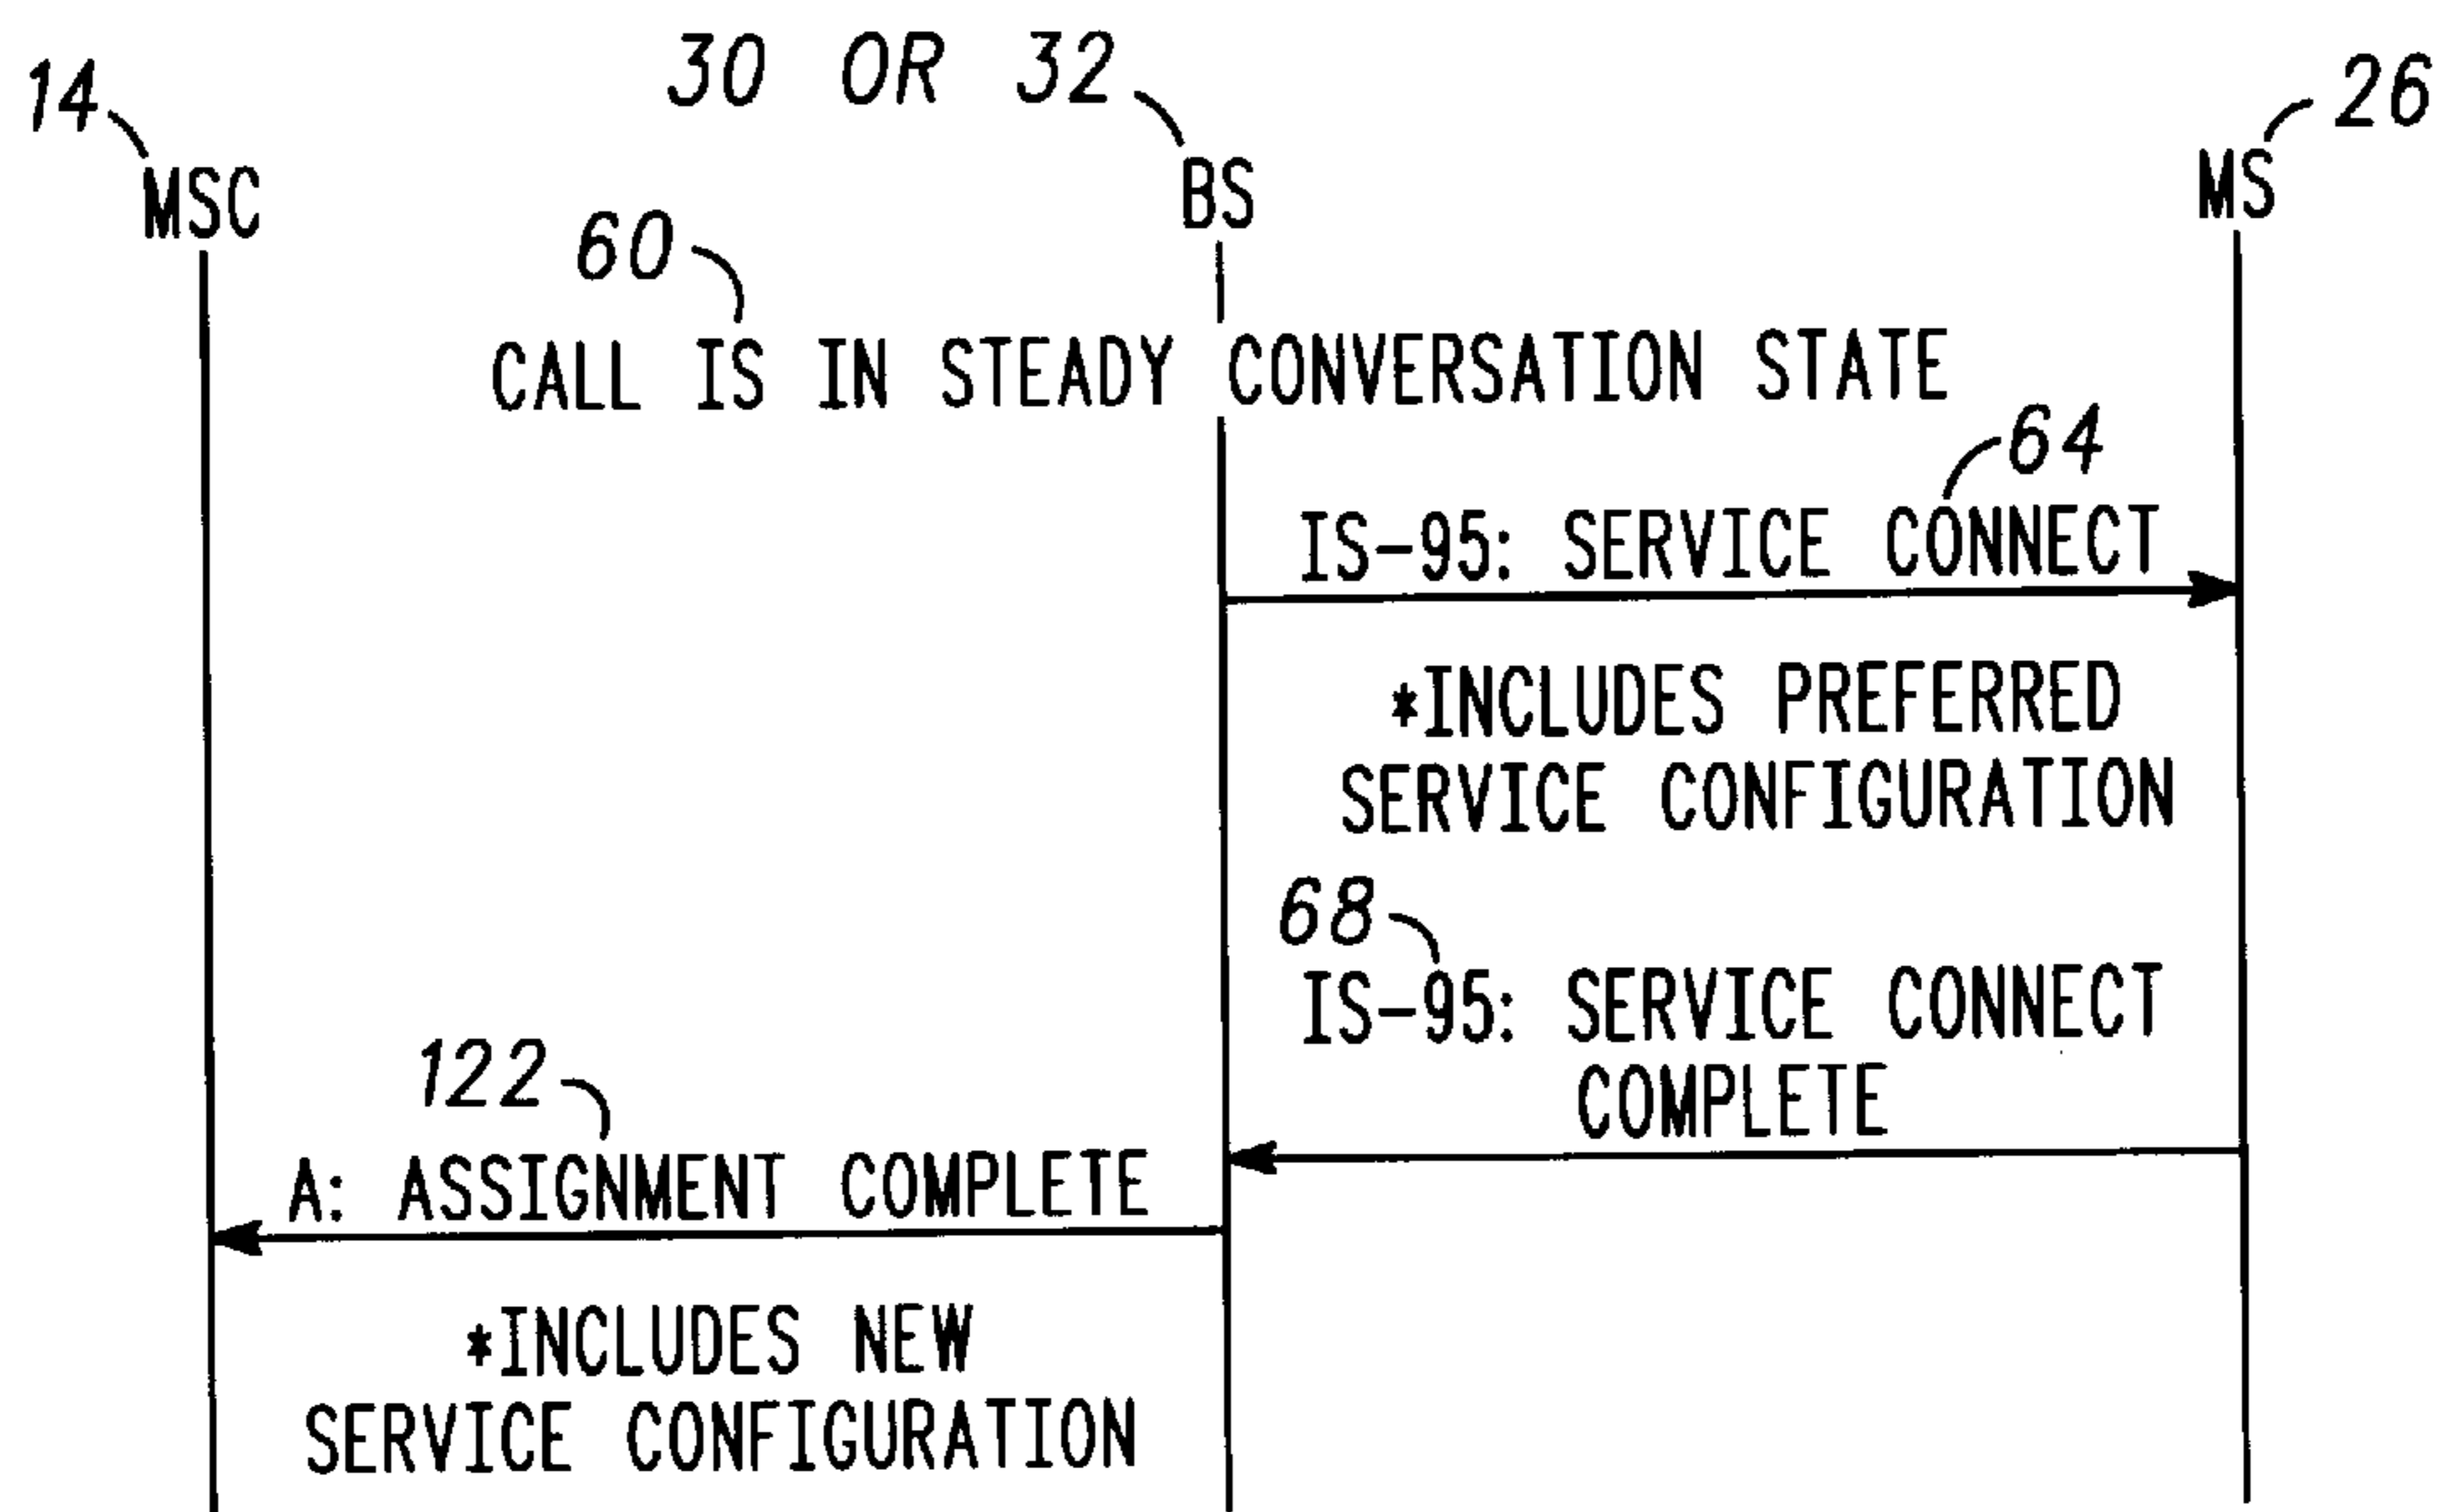 30 OR 32
14
26
MSC
BS
MS
60
CALL IS IN STEADY CONVERSATION STATE
64
IS-95: SERVICE CONNECT
*INCLUDES PREFERRED
SERVICE CONFIGURATION
68
IS-95: SERVICE CONNECT
COMPLETE
122
A: ASSIGNMENT COMPLETE
*INCLUDES NEW
SERVICE CONFIGURATION